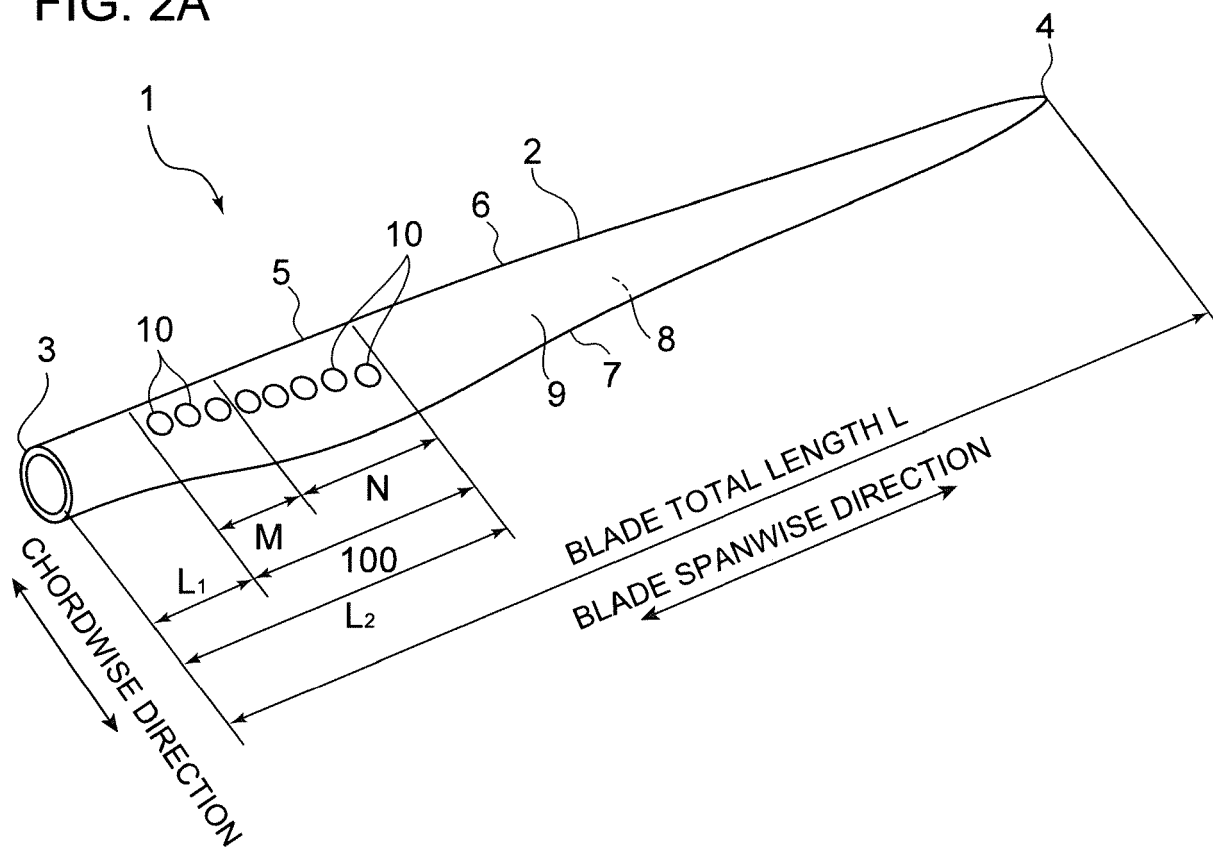 FIG. 2A
4
1
2
6
10
5
10
3
8
7
9
BLADE TOTAL LENGTH L
N
BLADE SPANWISE DIRECTION
M
100
L1
L2
CHORDWISE DIRECTION